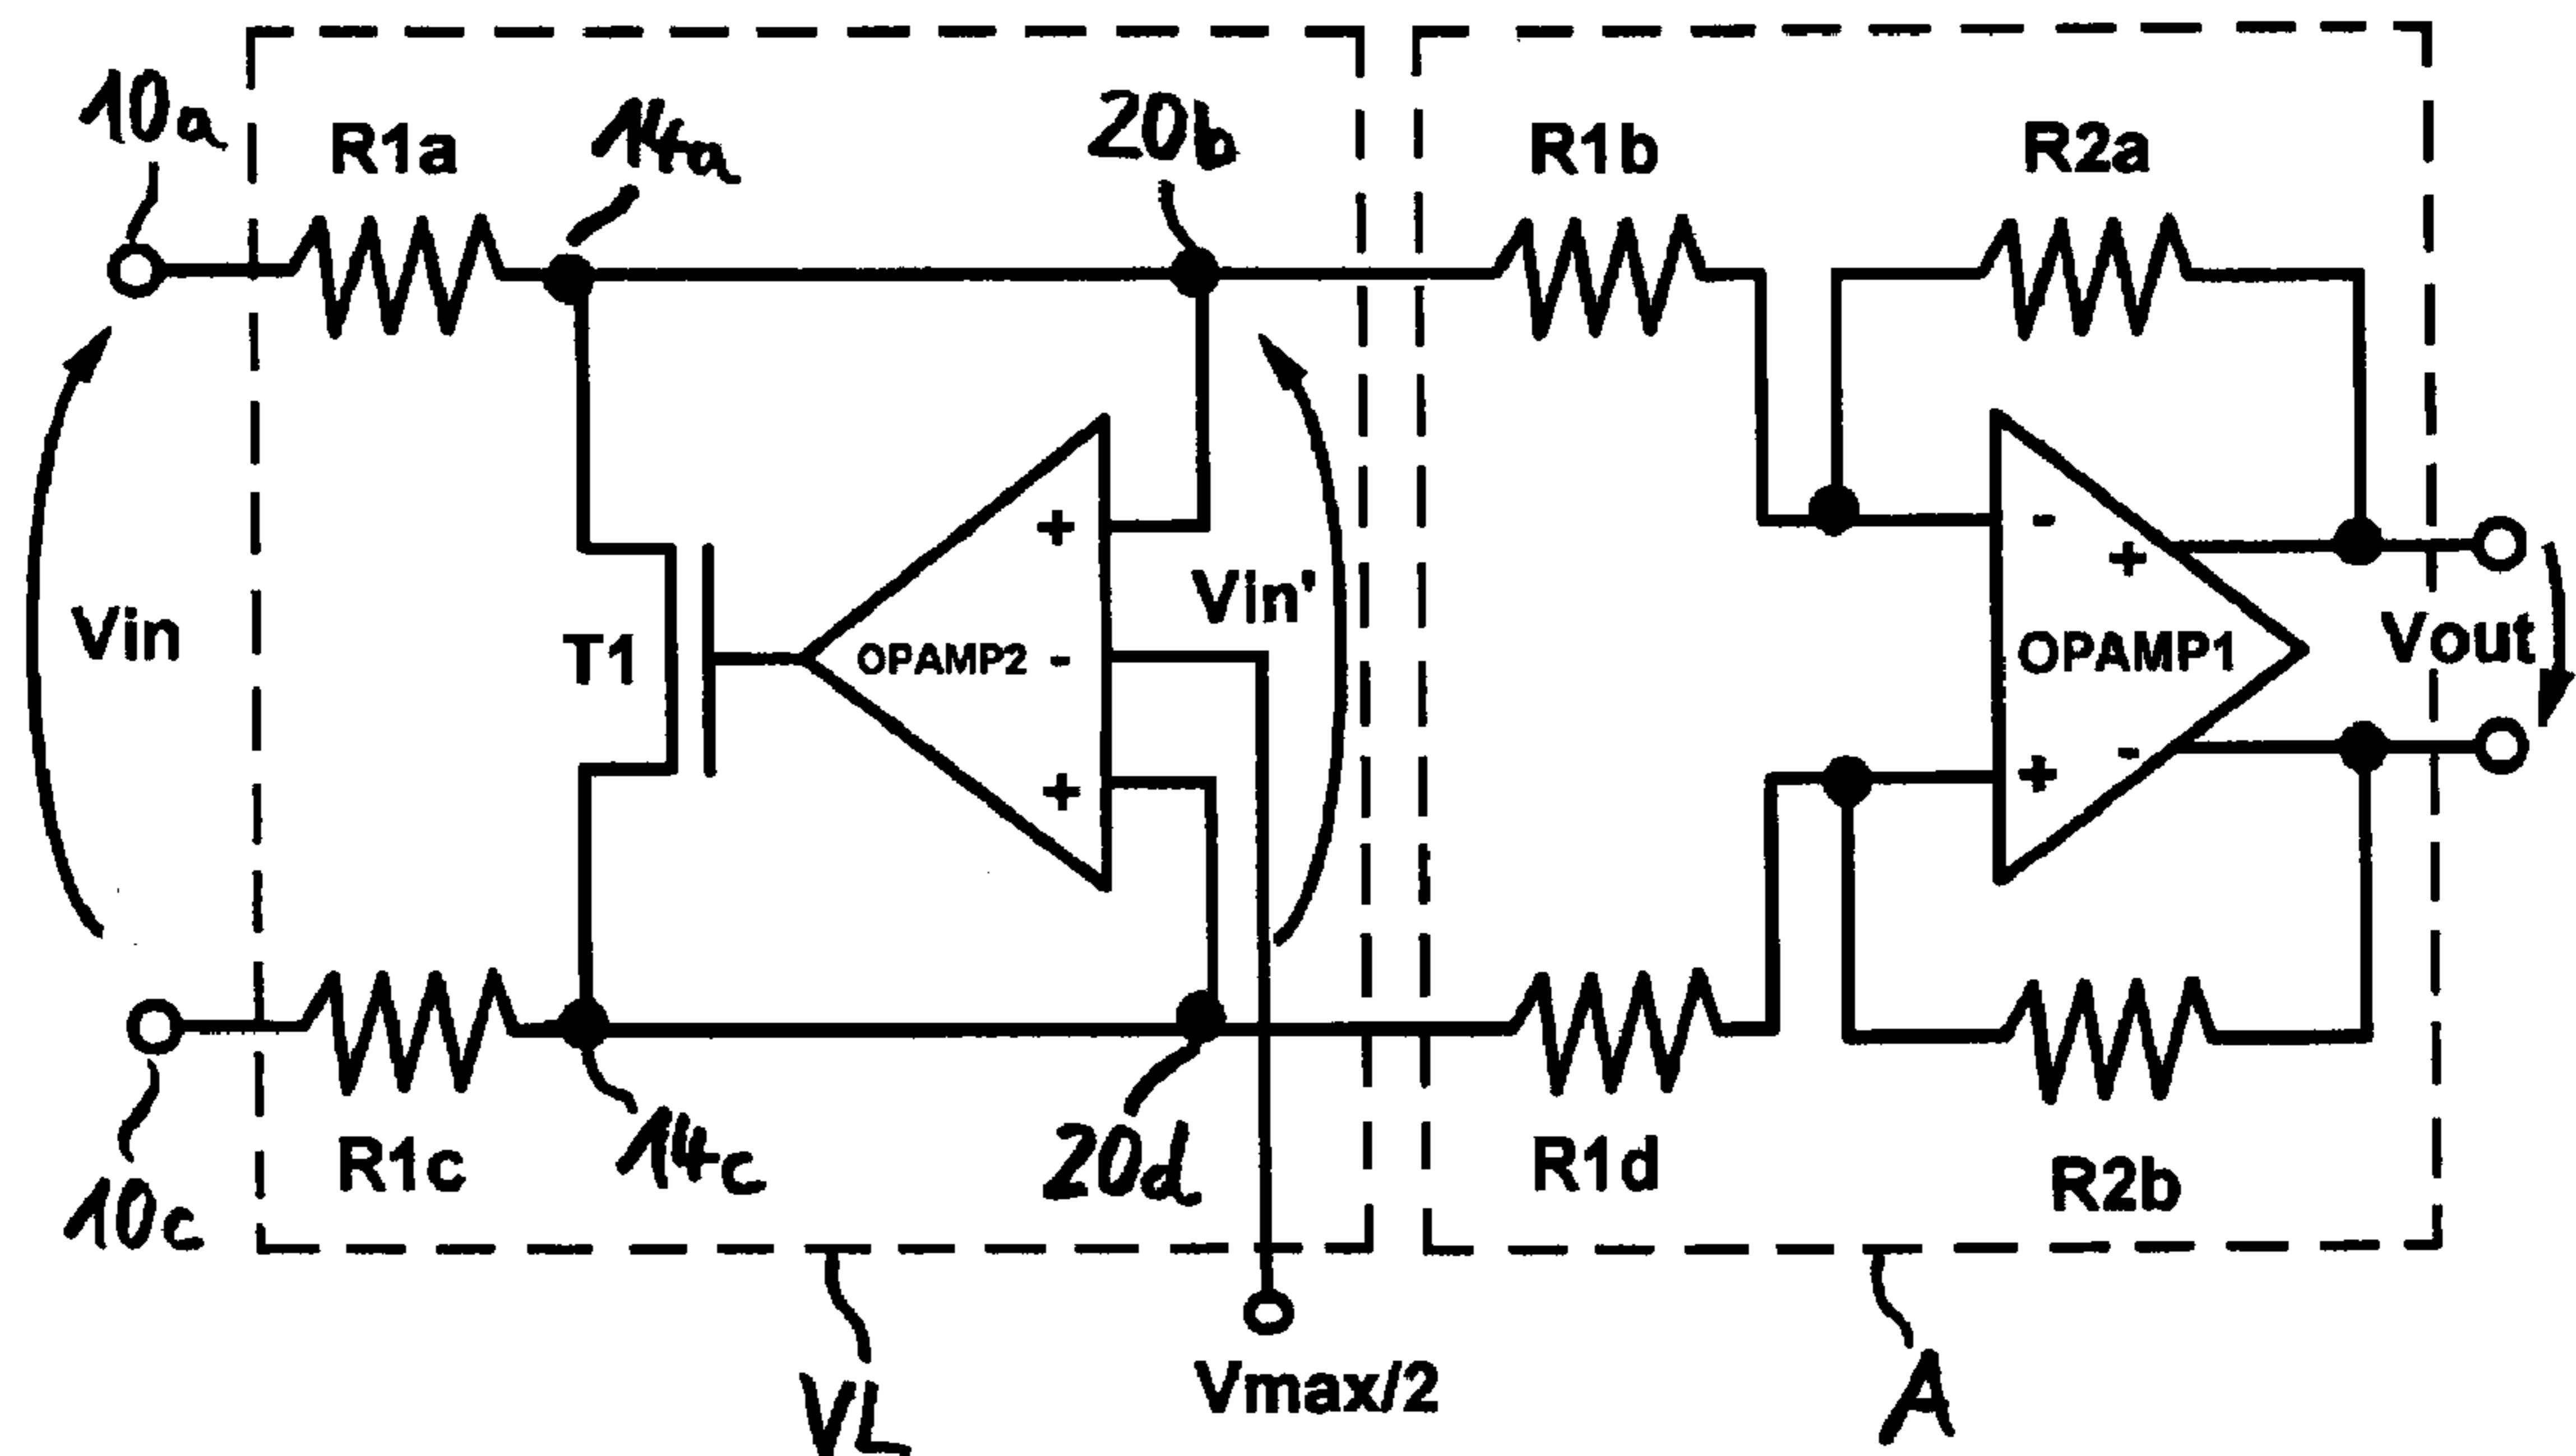 10a
R1a
14a
20b
R1b
R2a
+
-
+
Vin
T1
OPAMP2
-
Vin'
OPAMP1
Vout
+
+
-
R1c
14c
20d
R1d
R2b
10c
Vmax/2
VL
A